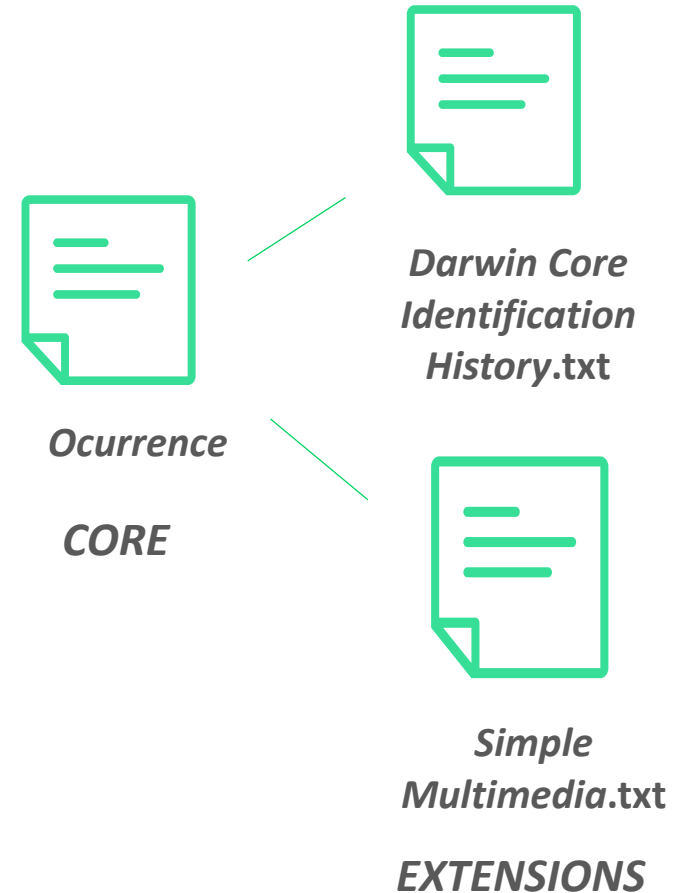 Ocurrence
CORE
Darwin Core
Identification
History.txt
Simple
Multimedia.txt
EXTENSIONS